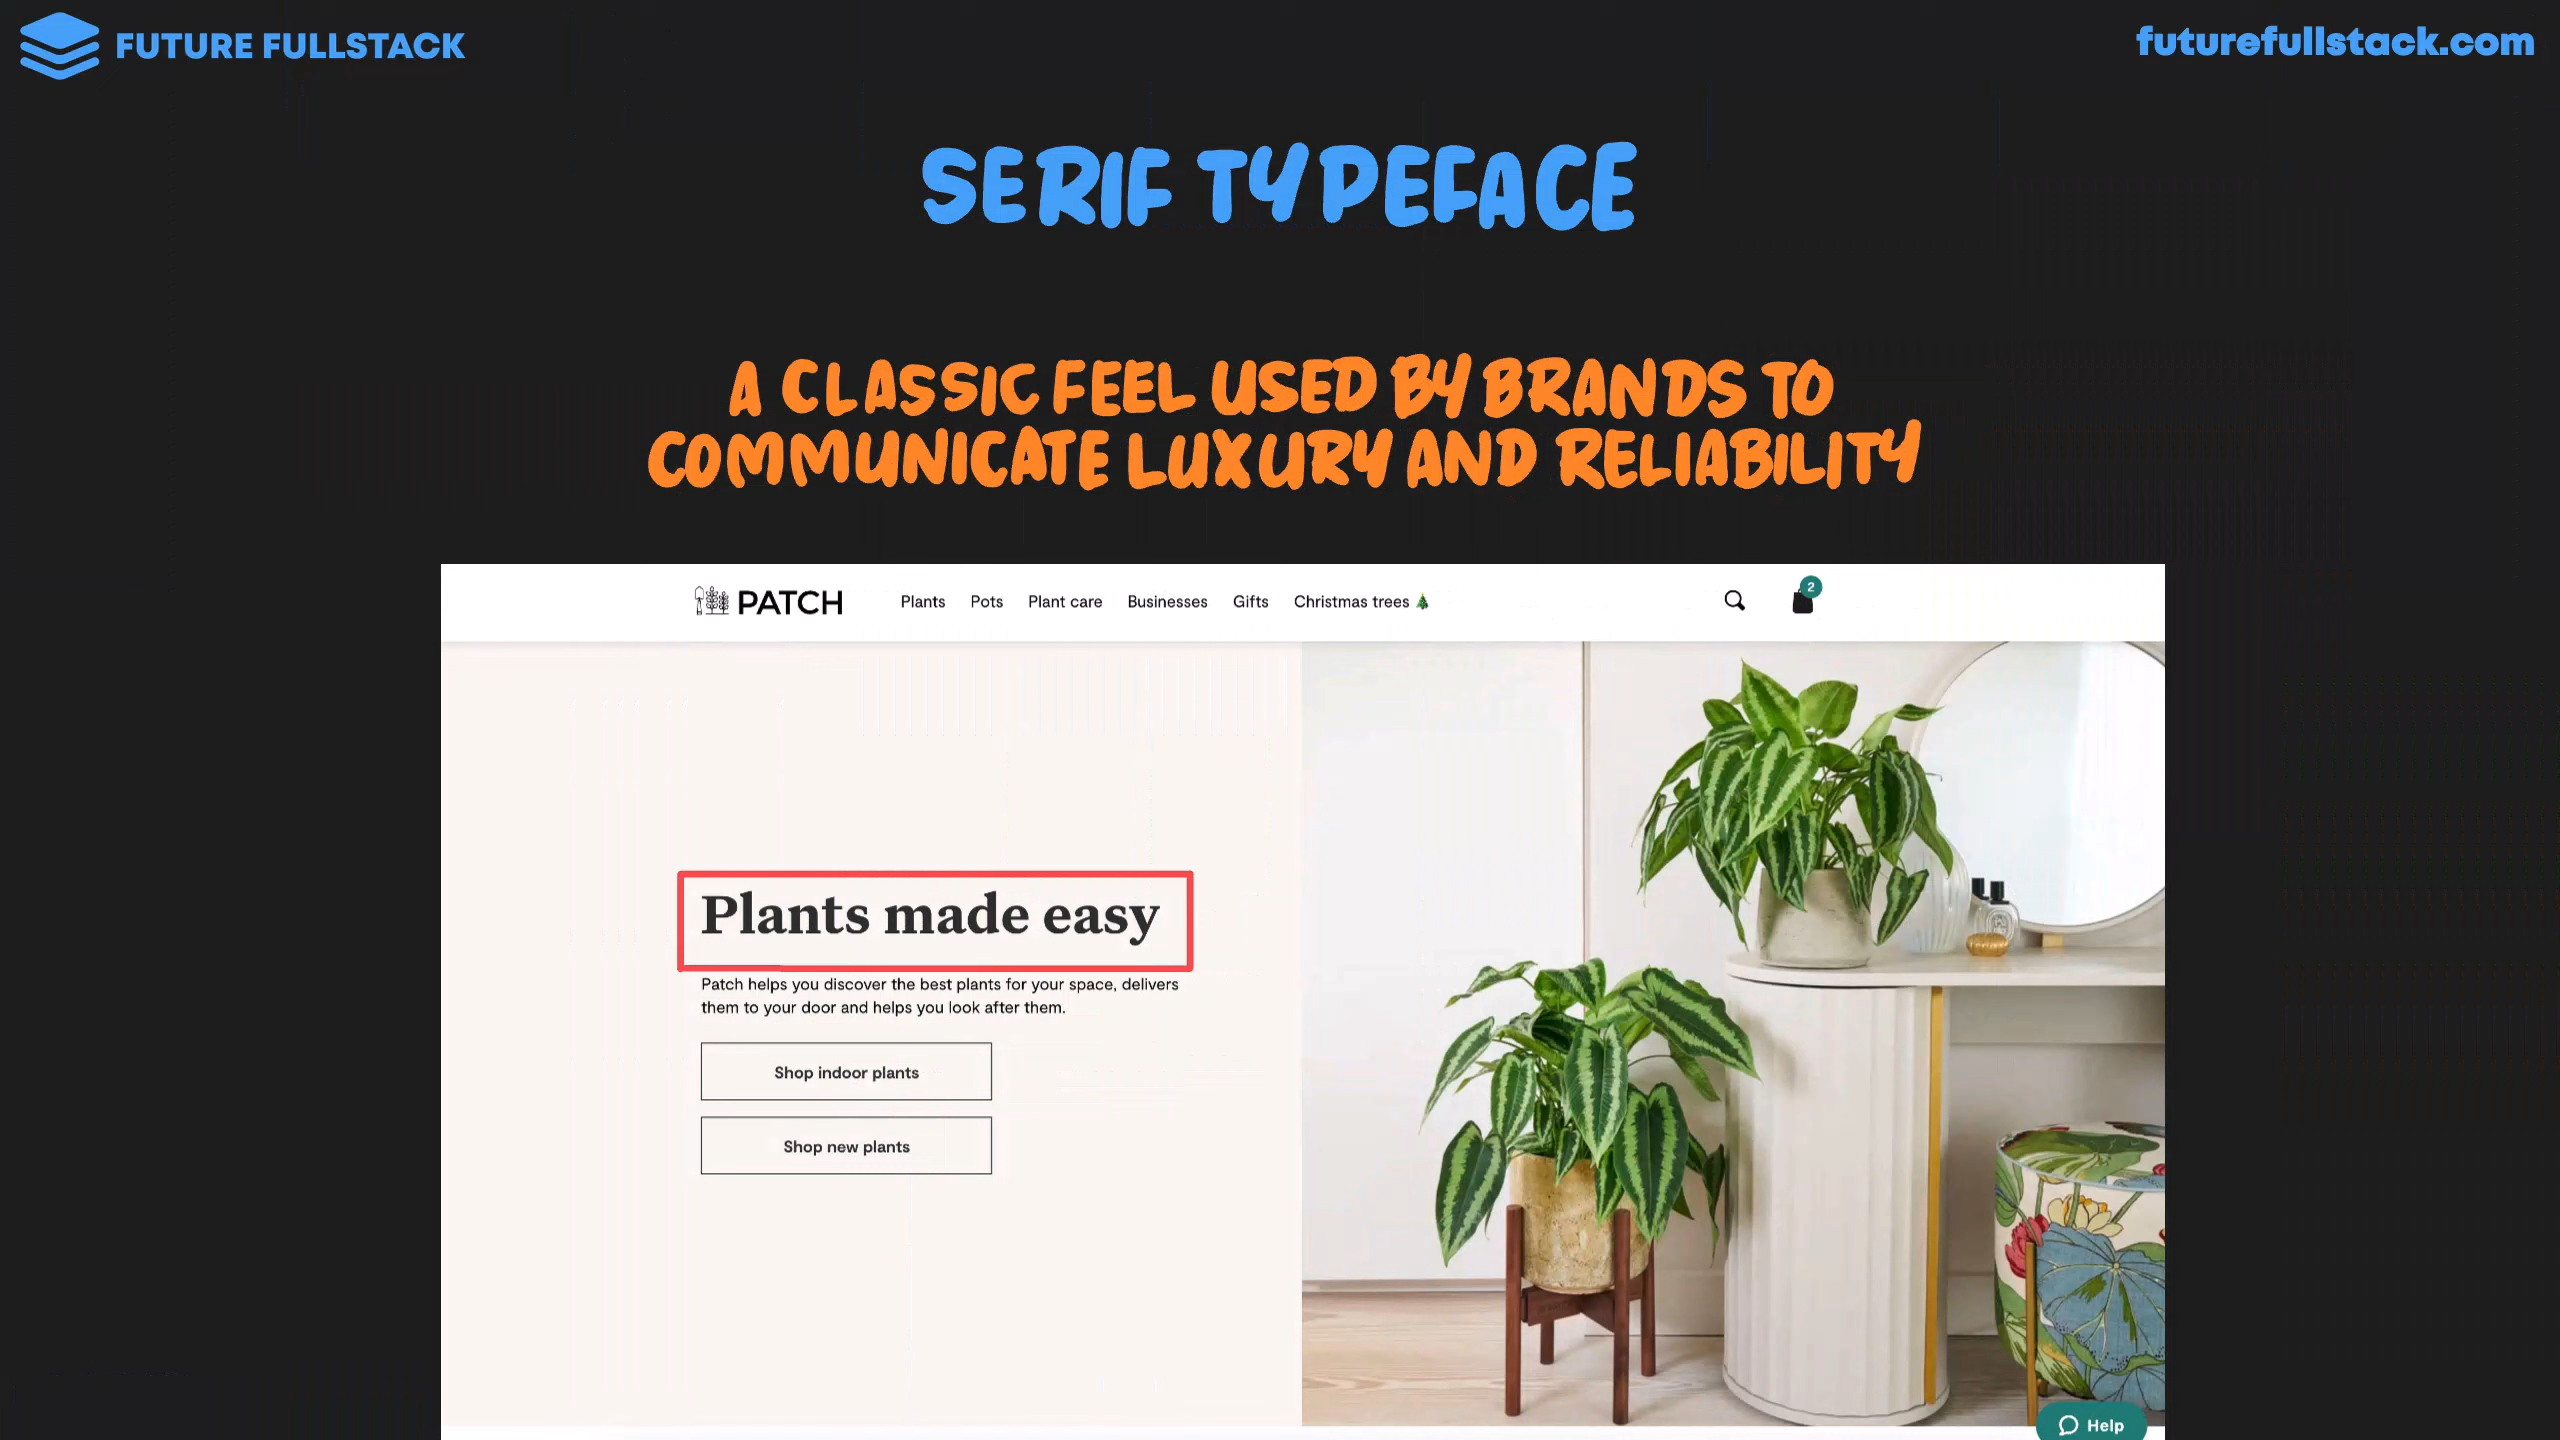 FUTURE FULLSTACK
futurefullstack.com
SERIF TYPEFACE
A CLASSIC FEEL USED BY BRANDS TO
COMMUNICATE LUXURY AND RELIABILITY
PATCH
Plants
Pots
Plant care
Businesses
Gifts
Christmas trees
2
Plants made easy
Patch helps you discover the best plants for your space, delivers
them to your door and helps you look after them.
Shop indoor plants
Shop new plants
Help